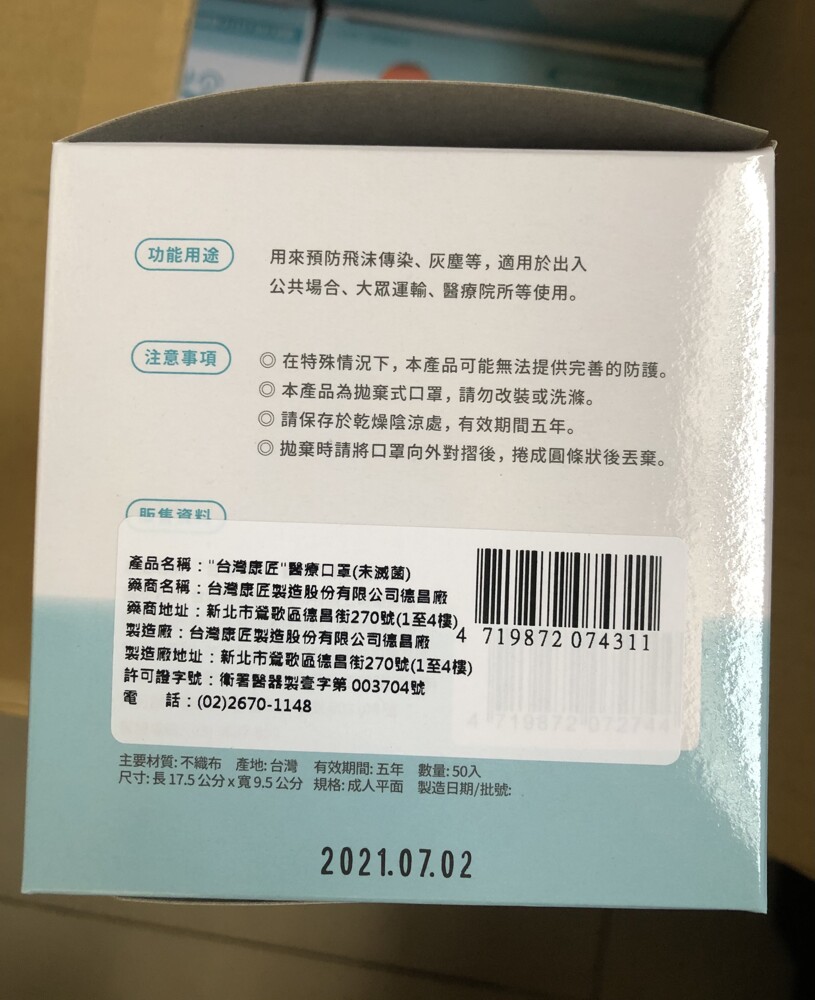 功能用途
用來預防飛沫傳染、灰塵等，適用於出入
公共場合、大眾運輸、醫療院所等使用。
注意事項
◎ 在特殊情況下，本產品可能無法提供完善的防護。
◎ 本產品為拋棄式口罩，請勿改裝或洗滌。
◎ 請保存於乾燥陰涼處，有效期間五年。
◎ 拋棄時請將口罩向外對摺後，捲成圓條狀後丟棄。
販售資料
產品名稱："台灣康匠"醫療口罩(未滅菌)
藥商名稱：台灣康匠製造股份有限公司德昌廠
藥商地址：新北市鶯歌區德昌街270號(1至4樓)
製造廠：台灣康匠製造股份有限公司德昌廠
製造廠地址：新北市鶯歌區德昌街270號(1至4樓)
許可證字號：衛署醫器製壹字第 003704號
電　　話：(02)2670-1148
4 719872 074311
主要材質: 不織布 產地: 台灣 有效期間: 五年 數量: 50入
尺寸: 長 17.5 公分 x 寬 9.5 公分 規格: 成人平面 製造日期/批號:
2021.07.02